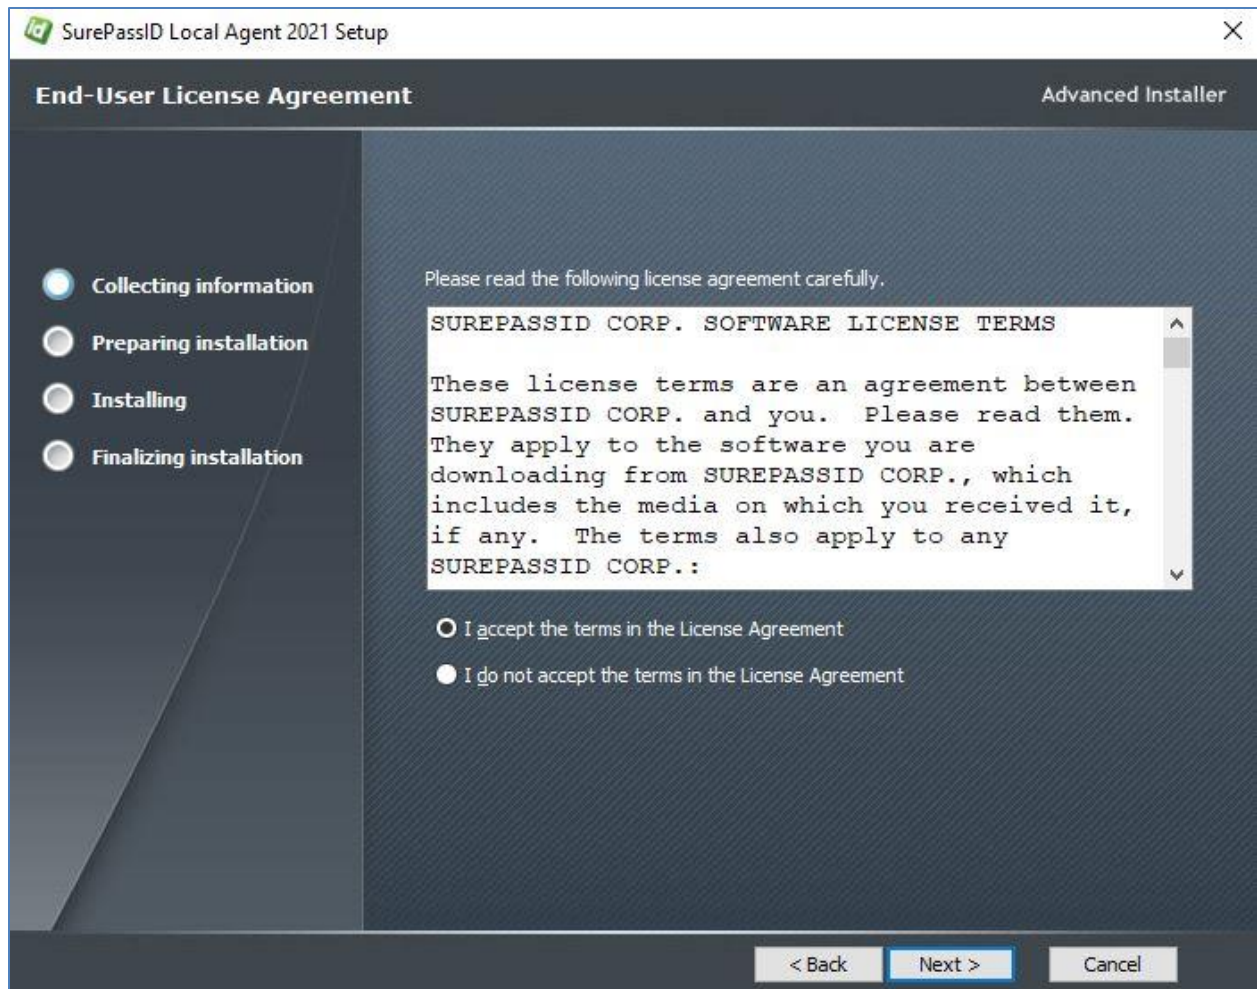 SurePassID Local Agent 2021 Setup
End-User License Agreement
Advanced Installer
Collecting information
Preparing installation
Installing
Finalizing installation
Please read the following license agreement carefully.
SUREPASSID CORP. SOFTWARE LICENSE TERMS
These license terms are an agreement between
SUREPASSID CORP. and you.  Please read them.
They apply to the software you are
downloading from SUREPASSID CORP., which
includes the media on which you received it,
if any.  The terms also apply to any
SUREPASSID CORP.:
I accept the terms in the License Agreement
I do not accept the terms in the License Agreement
< Back
Next >
Cancel